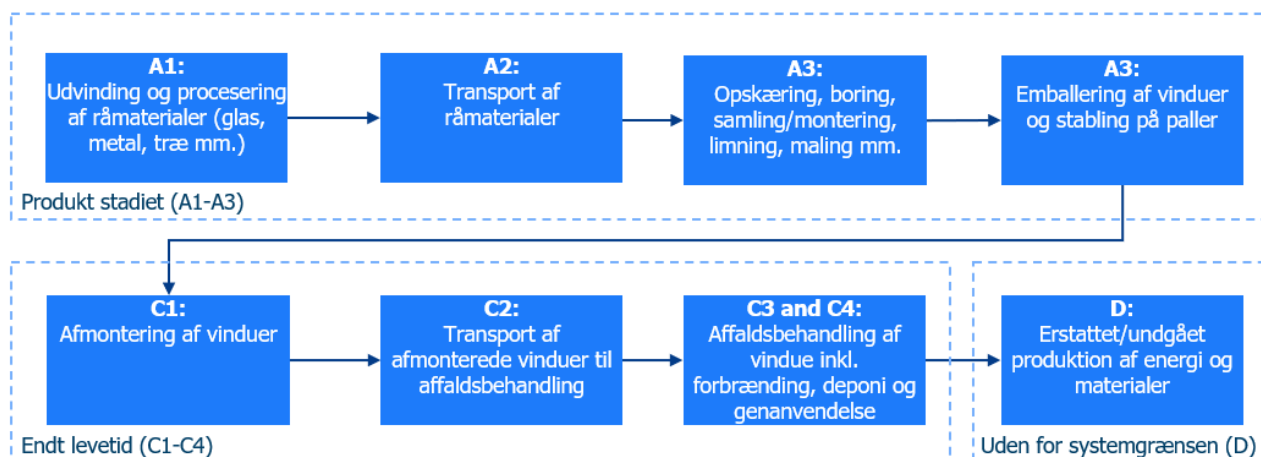 A1:
Udvinding og procesering
af råmaterialer (glas,
metal, træ mm.)
A2:
Transport af
råmaterialer
A3:
Opskæring, boring,
samling/montering,
limning, maling mm.
A3:
Emballering af vinduer
og stabling på paller
Produkt stadiet (A1-A3)
C1:
Afmontering af vinduer
C2:
Transport af
afmonterede vinduer til
affaldsbehandling
C3 and C4:
Affaldsbehandling af
vindue inkl.
forbrænding, deponi og
genanvendelse
D:
Erstattet/undgået
produktion af energi og
materialer
Endt levetid (C1-C4)
Uden for systemgrænsen (D)